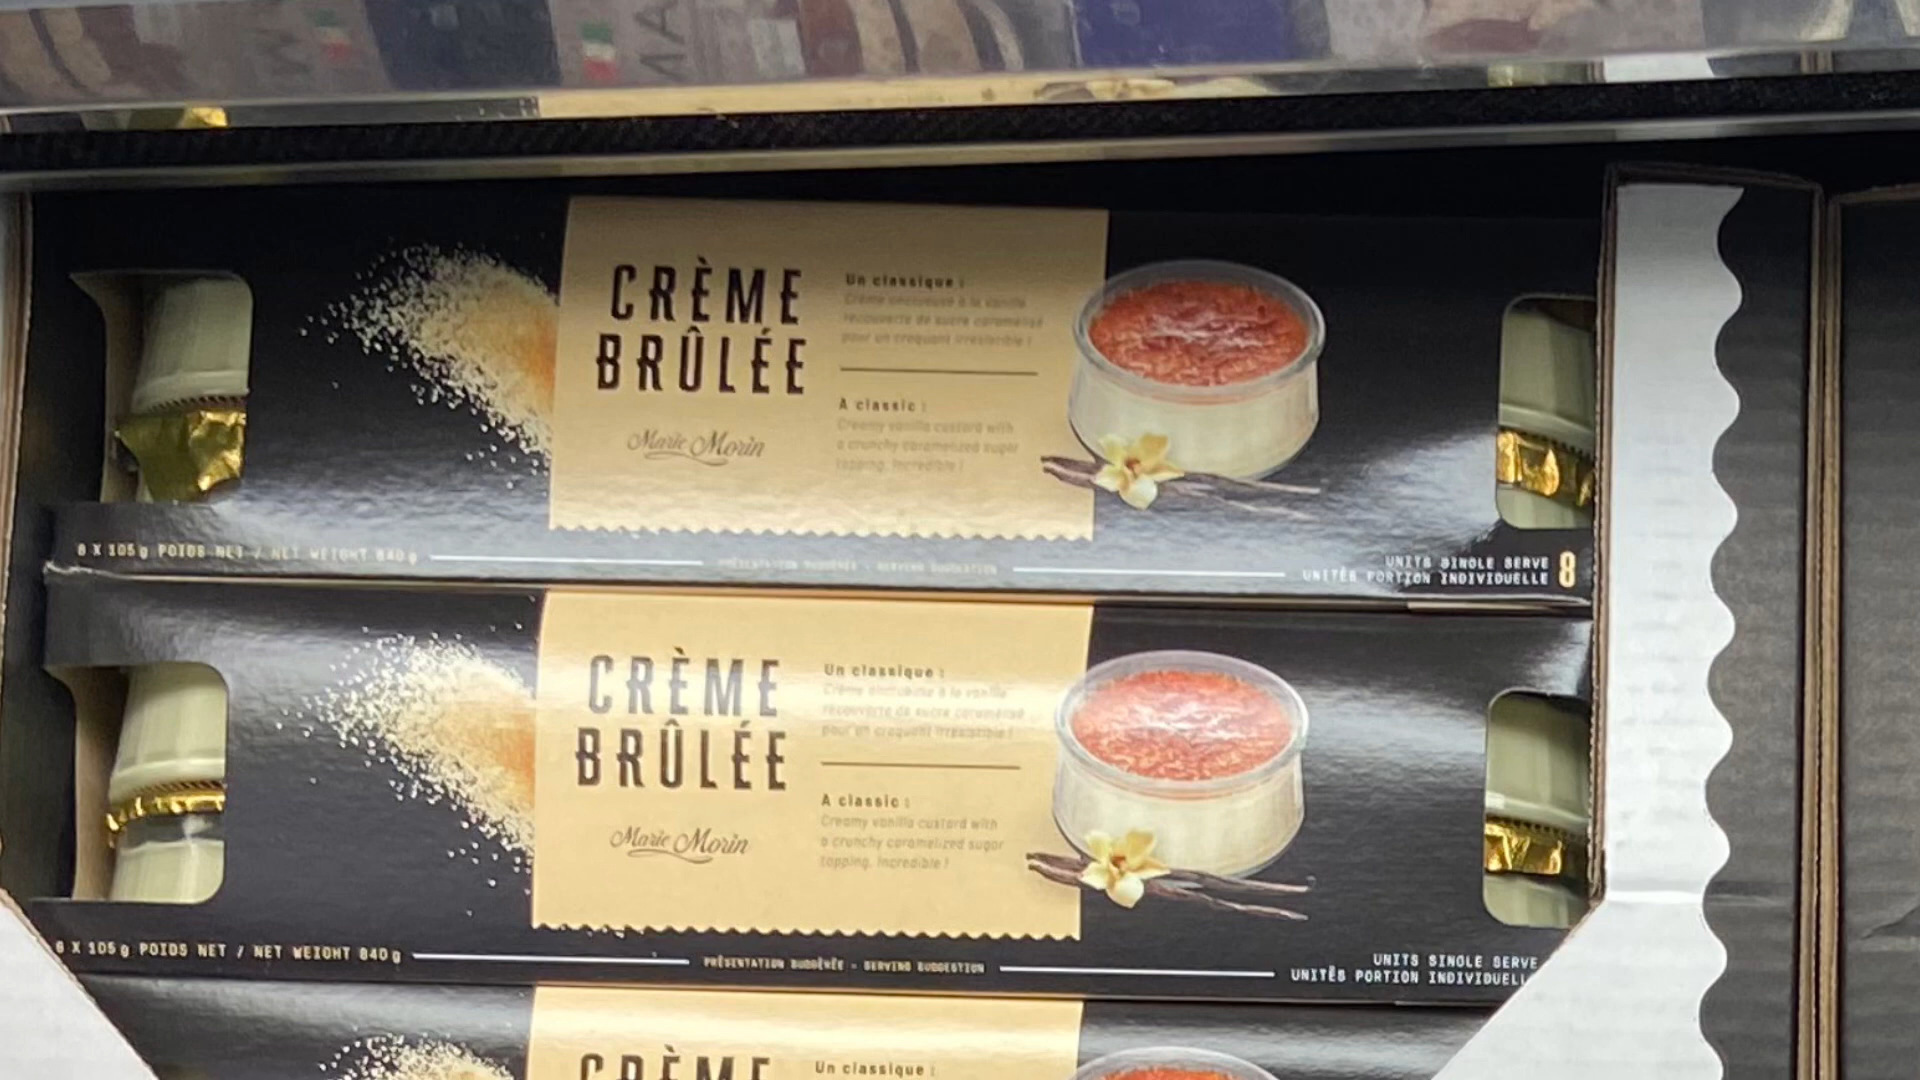 CRÈME
BRÛLÉE
Marie Morin
Un classique :
Crème onctueuse à la vanille
recouverte de sucre caramélisé
pour un croquant irrésistible !
A classic :
Creamy vanilla custard with
a crunchy caramelized sugar
topping. Incredible !
8 X 105 g POIDS NET / NET WEIGHT 840 g
PRÉSENTATION SUGGÉRÉE - SERVING SUGGESTION
UNITS SINGLE SERVE
UNITÉS PORTION INDIVIDUELLE 8
CRÈME
BRÛLÉE
Marie Morin
Un classique :
Crème onctueuse à la vanille
recouverte de sucre caramélisé
pour un croquant irrésistible !
A classic :
Creamy vanilla custard with
a crunchy caramelized sugar
topping. Incredible !
8 X 105 g POIDS NET / NET WEIGHT 840 g
PRÉSENTATION SUGGÉRÉE - SERVING SUGGESTION
UNITS SINGLE SERVE
UNITÉS PORTION INDIVIDUELL
CRÈME
Un classique :